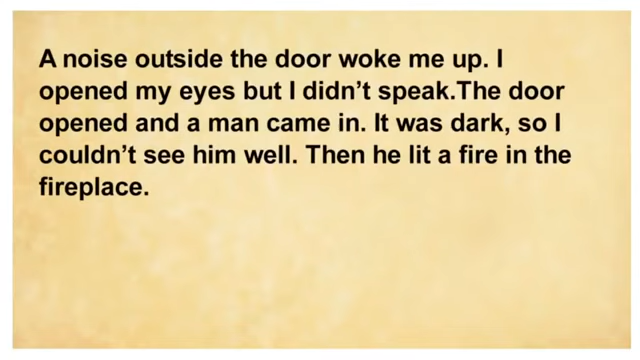 A noise outside the door woke me up. I
opened my eyes but I didn’t speak.The door
opened and a man came in. It was dark, so I
couldn’t see him well. Then he lit a fire in the
fireplace.